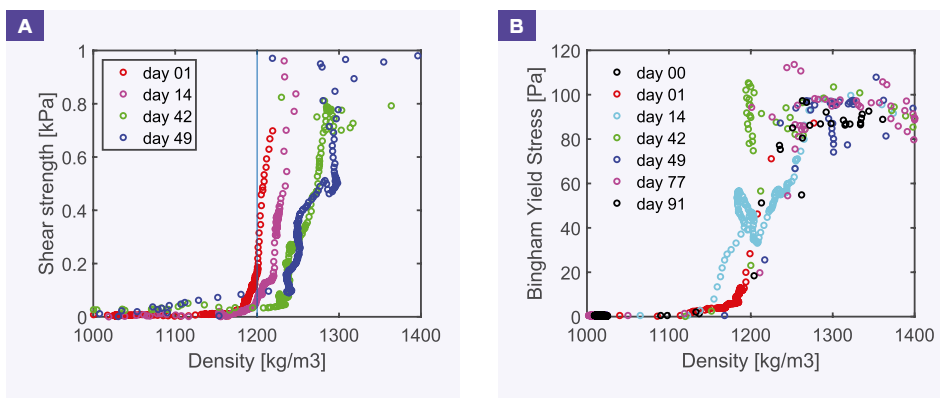 A
1
0.8
0.6
0.4
0.2
0
Shear strength [kPa]
day 01
day 14
day 42
day 49
1000
1100
1200
1300
1400
Density [kg/m3]
B
120
100
80
60
40
20
0
Bingham Yield Stress [Pa]
day 00
day 01
day 14
day 42
day 49
day 77
day 91
1000
1100
1200
1300
1400
Density [kg/m3]